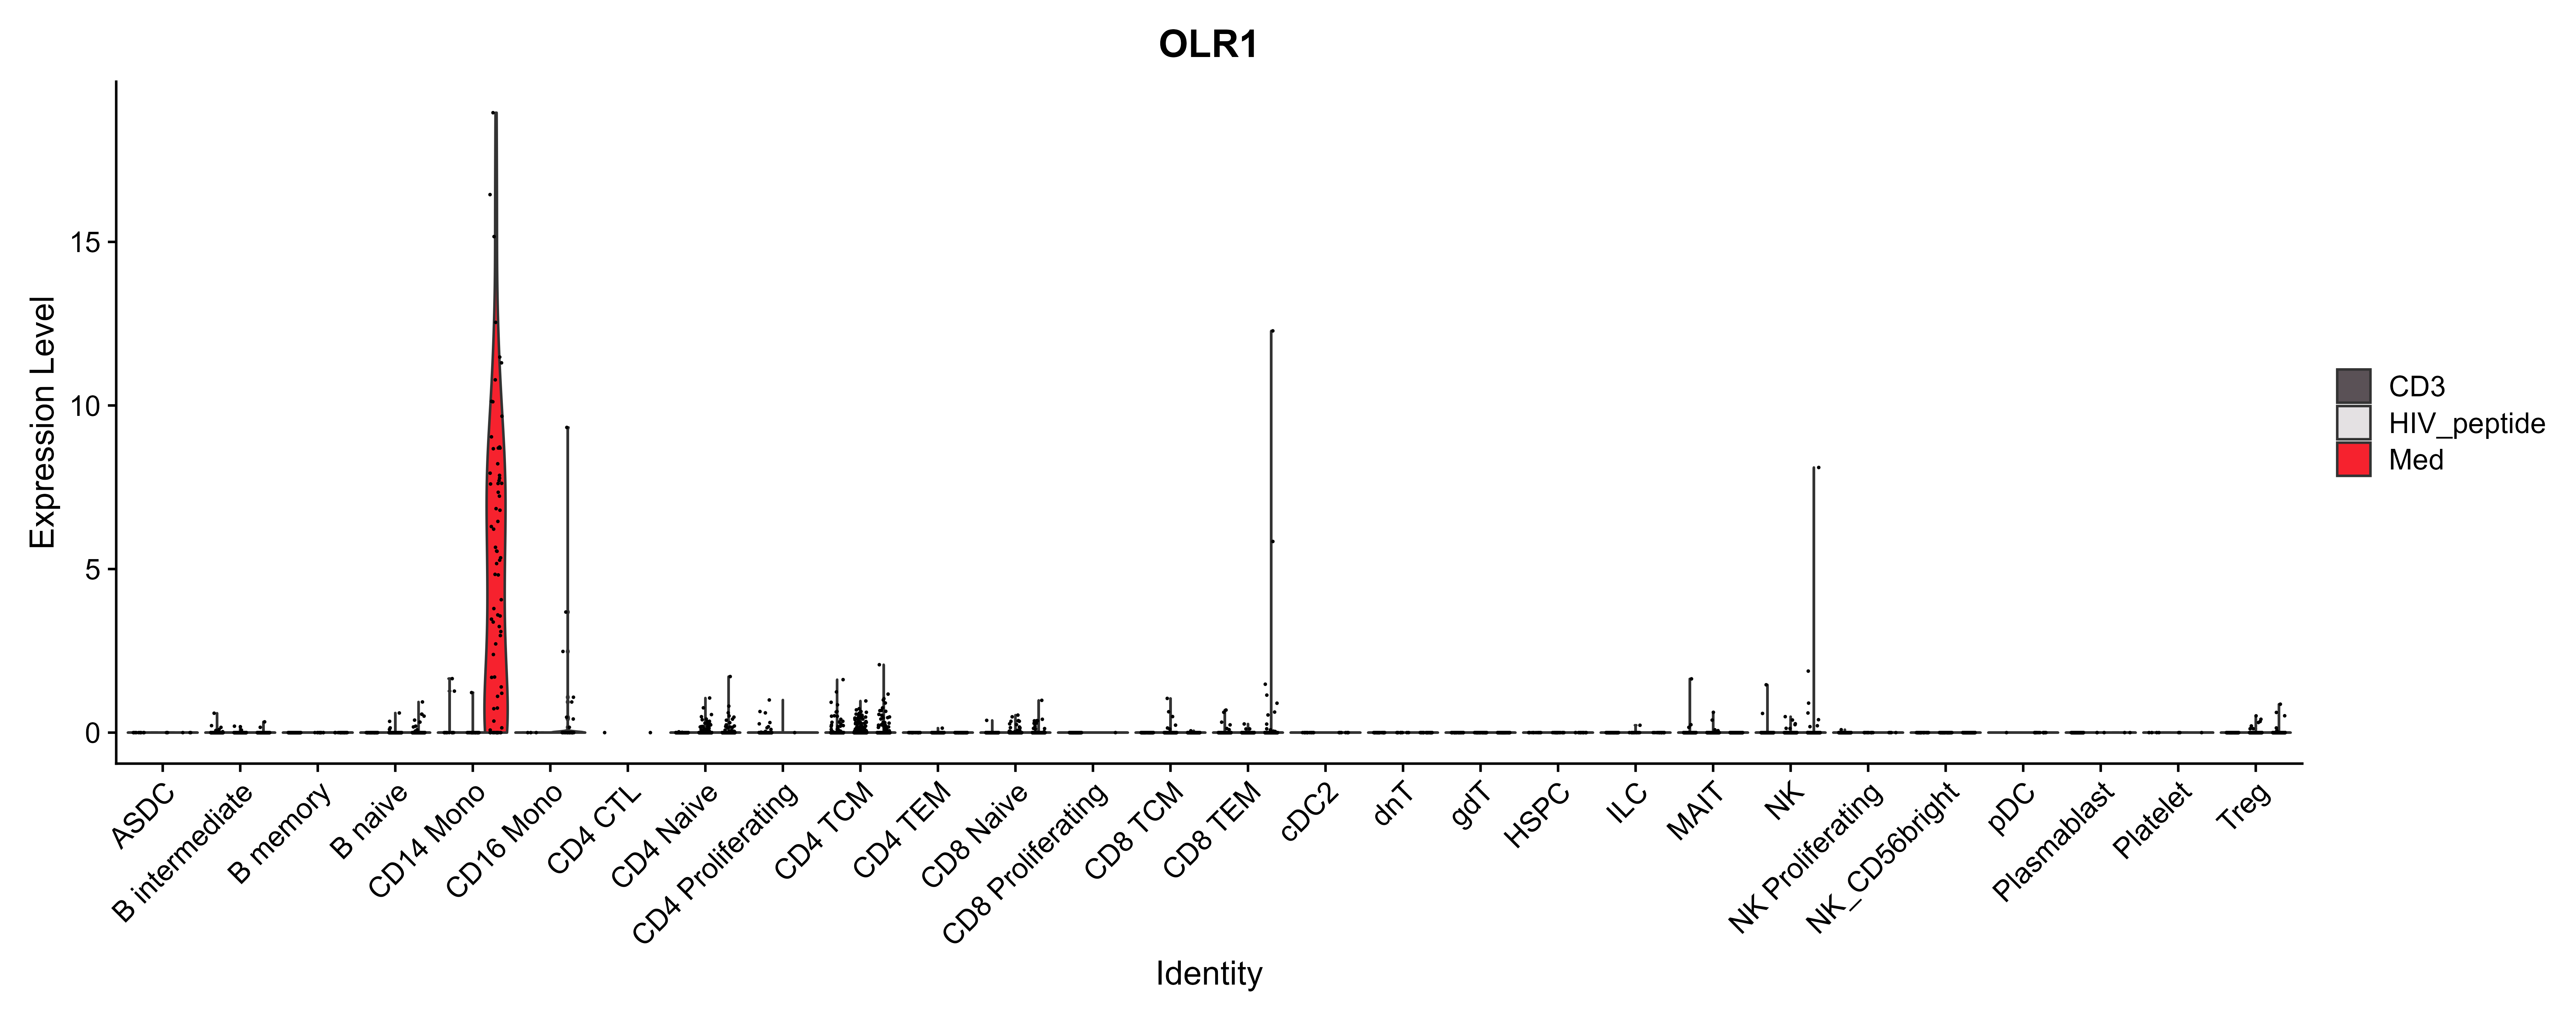 OLR1
Expression Level
15
10
5
0
ASDC
B intermediate
B memory
B naive
CD14 Mono
CD16 Mono
CD4 CTL
CD4 Naive
CD4 Proliferating
CD4 TCM
CD4 TEM
CD8 Naive
CD8 Proliferating
CD8 TCM
CD8 TEM
cDC2
dnT
gdT
HSPC
ILC
MAIT
NK
NK Proliferating
NK_CD56bright
pDC
Plasmablast
Platelet
Treg
Identity
CD3
HIV_peptide
Med